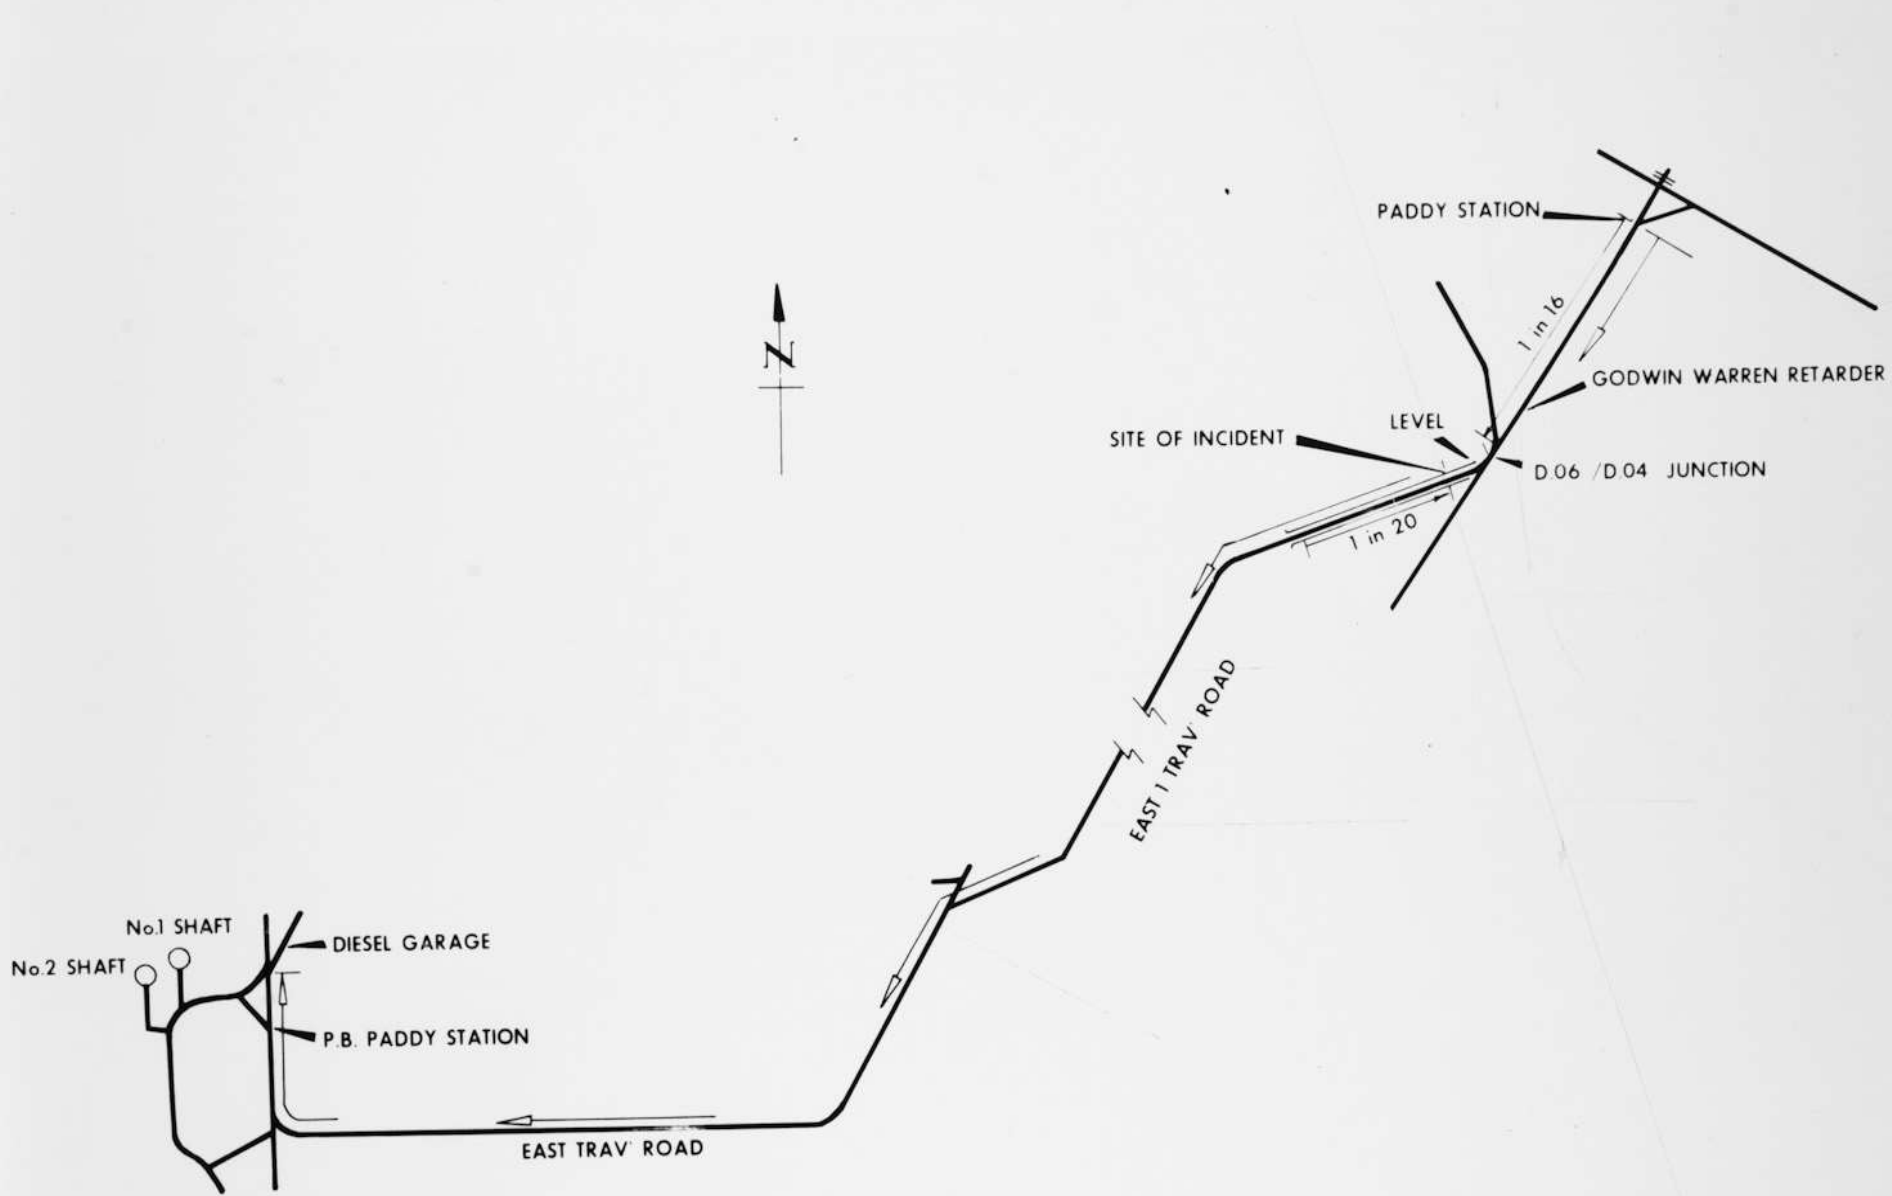 PADDY STATION
N
1 in 16
GODWIN WARREN RETARDER
LEVEL
SITE OF INCIDENT
D.06 / D.04 JUNCTION
1 in 20
EAST 1 TRAV' ROAD
No.1 SHAFT
No.2 SHAFT
DIESEL GARAGE
P.B. PADDY STATION
EAST TRAV' ROAD